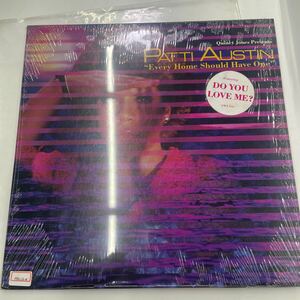 Quincy Jones Presents
PATTI AUSTIN
"Every Home Should Have One"
DO YOU
LOVE ME?